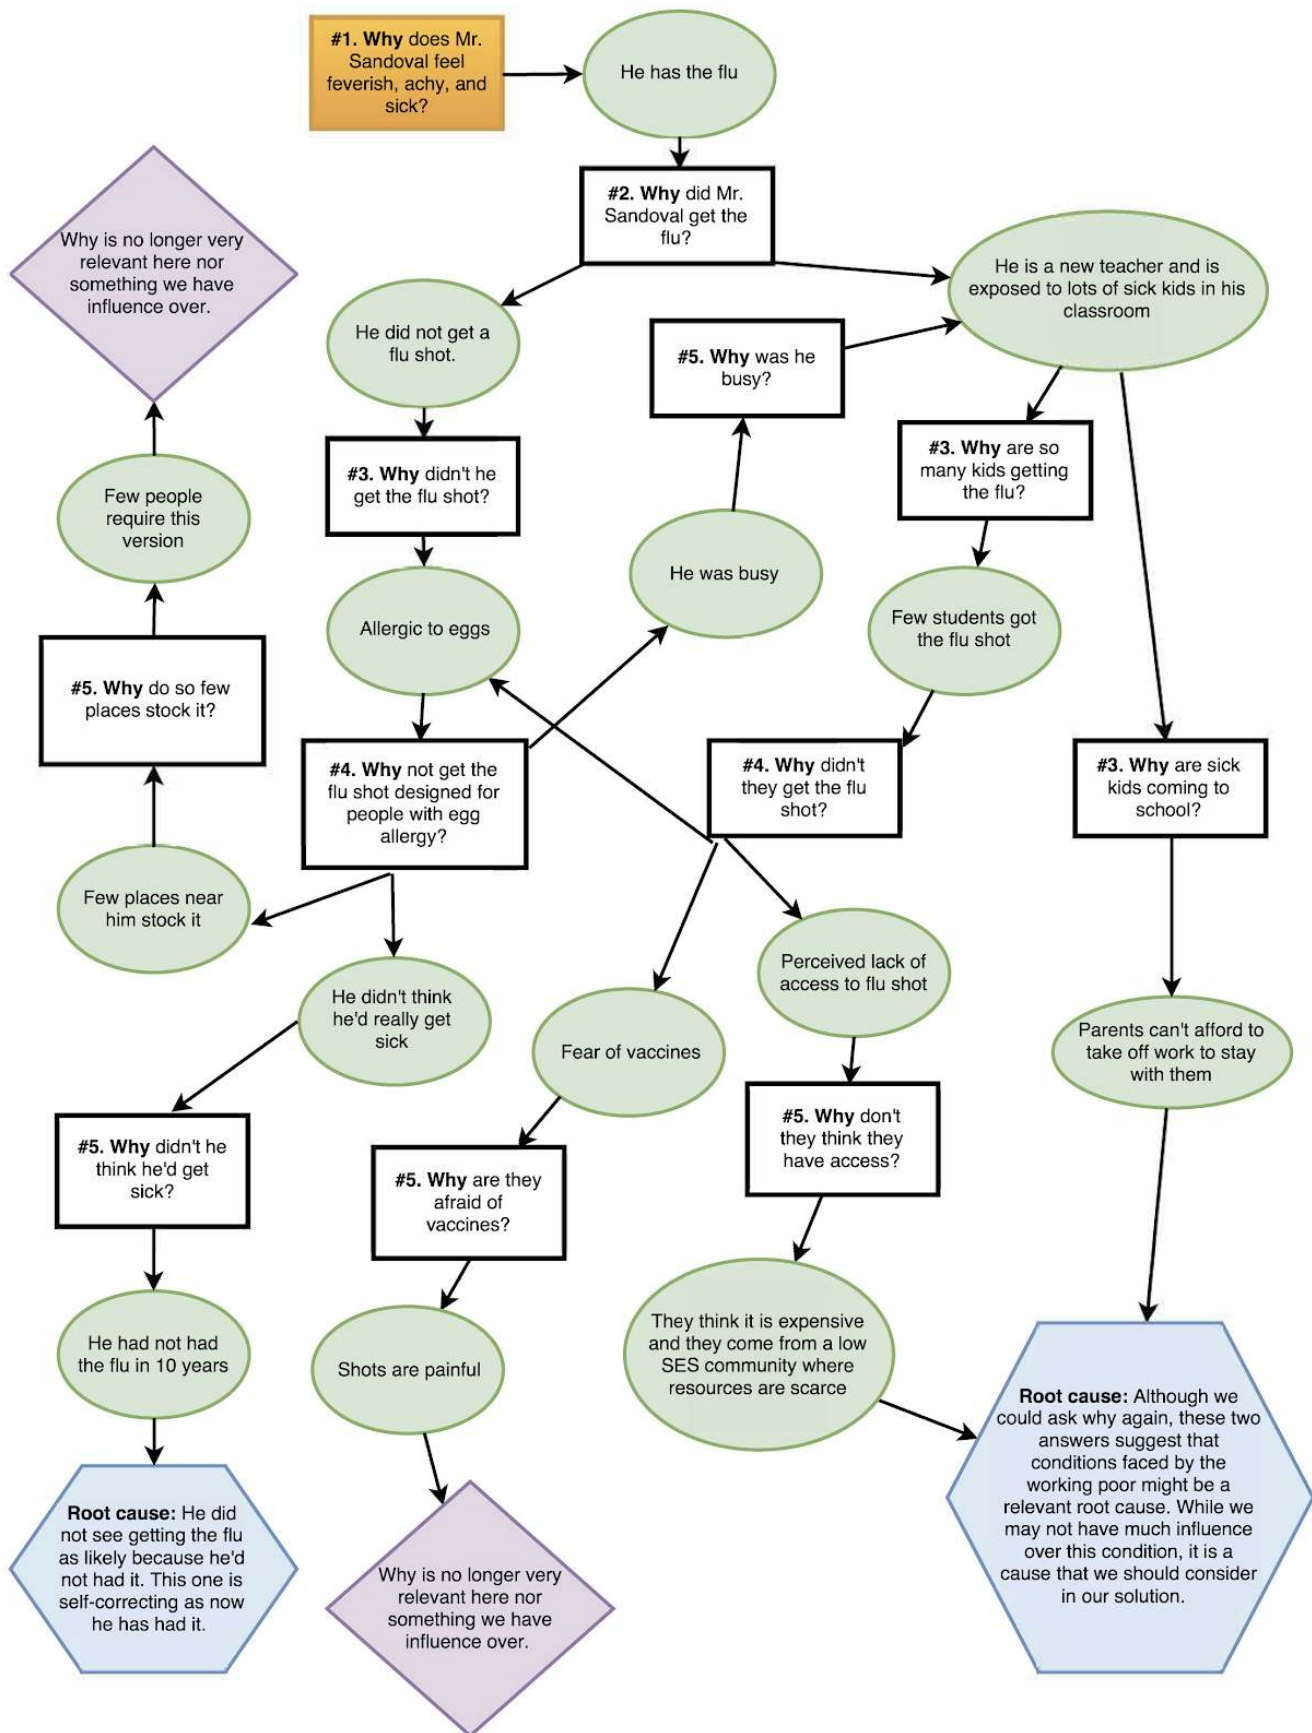 #1. Why does Mr.
Sandoval feel
feverish, achy, and
sick?
He has the flu
#2. Why did Mr.
Sandoval get the
flu?
Why is no longer very
relevant here nor
something we have
influence over.
He is a new teacher and is
exposed to lots of sick kids in his
classroom
He did not get a
flu shot.
#5. Why was he
busy?
#3. Why didn't he
get the flu shot?
#3. Why are so
many kids getting
the flu?
Few people
require this
version
He was busy
Allergic to eggs
Few students got
the flu shot
#5. Why do so few
places stock it?
#4. Why not get the
flu shot designed for
people with egg
allergy?
#4. Why didn't
they get the flu
shot?
#3. Why are sick
kids coming to
school?
Few places near
him stock it
He didn't think
he'd really get
sick
Fear of vaccines
Perceived lack of
access to flu shot
Parents can't afford to
take off work to stay
with them
#5. Why didn't he
think he'd get
sick?
#5. Why are they
afraid of
vaccines?
#5. Why don't
they think they
have access?
He had not had
the flu in 10 years
Shots are painful
They think it is expensive
and they come from a low
SES community where
resources are scarce
Root cause: He did
not see getting the flu
as likely because he'd
not had it. This one is
self-correcting as now
he has had it.
Why is no longer very
relevant here nor
something we have
influence over.
Root cause: Although we
could ask why again, these two
answers suggest that
conditions faced by the
working poor might be a
relevant root cause. While we
may not have much influence
over this condition, it is a
cause that we should consider
in our solution.